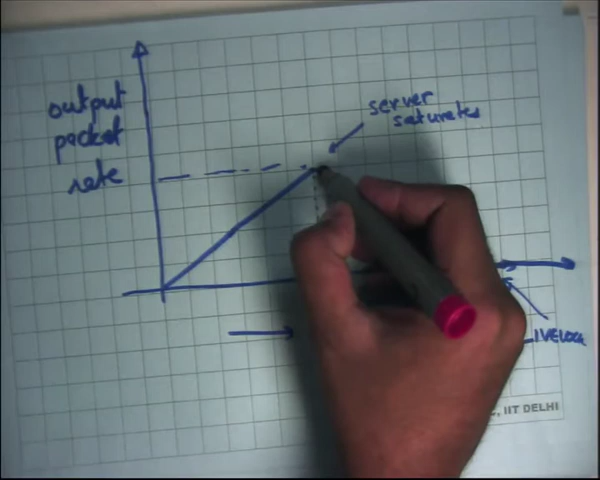 output
packet
rate
server
saturates
LIVELOCK
, IIT DELHI